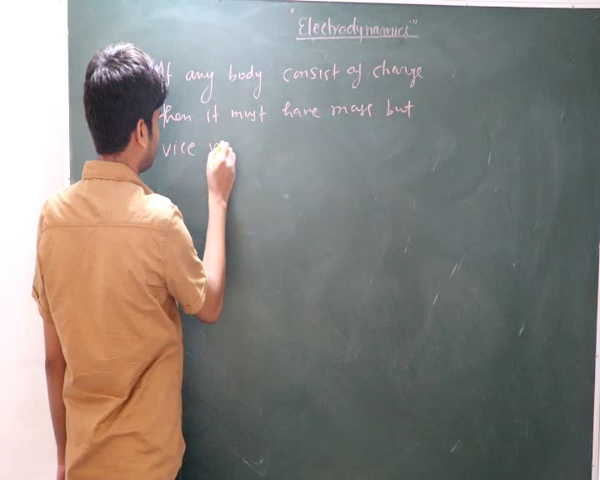 "Electrodynamics"
If any body consist of charge
then it must have mass but
vice